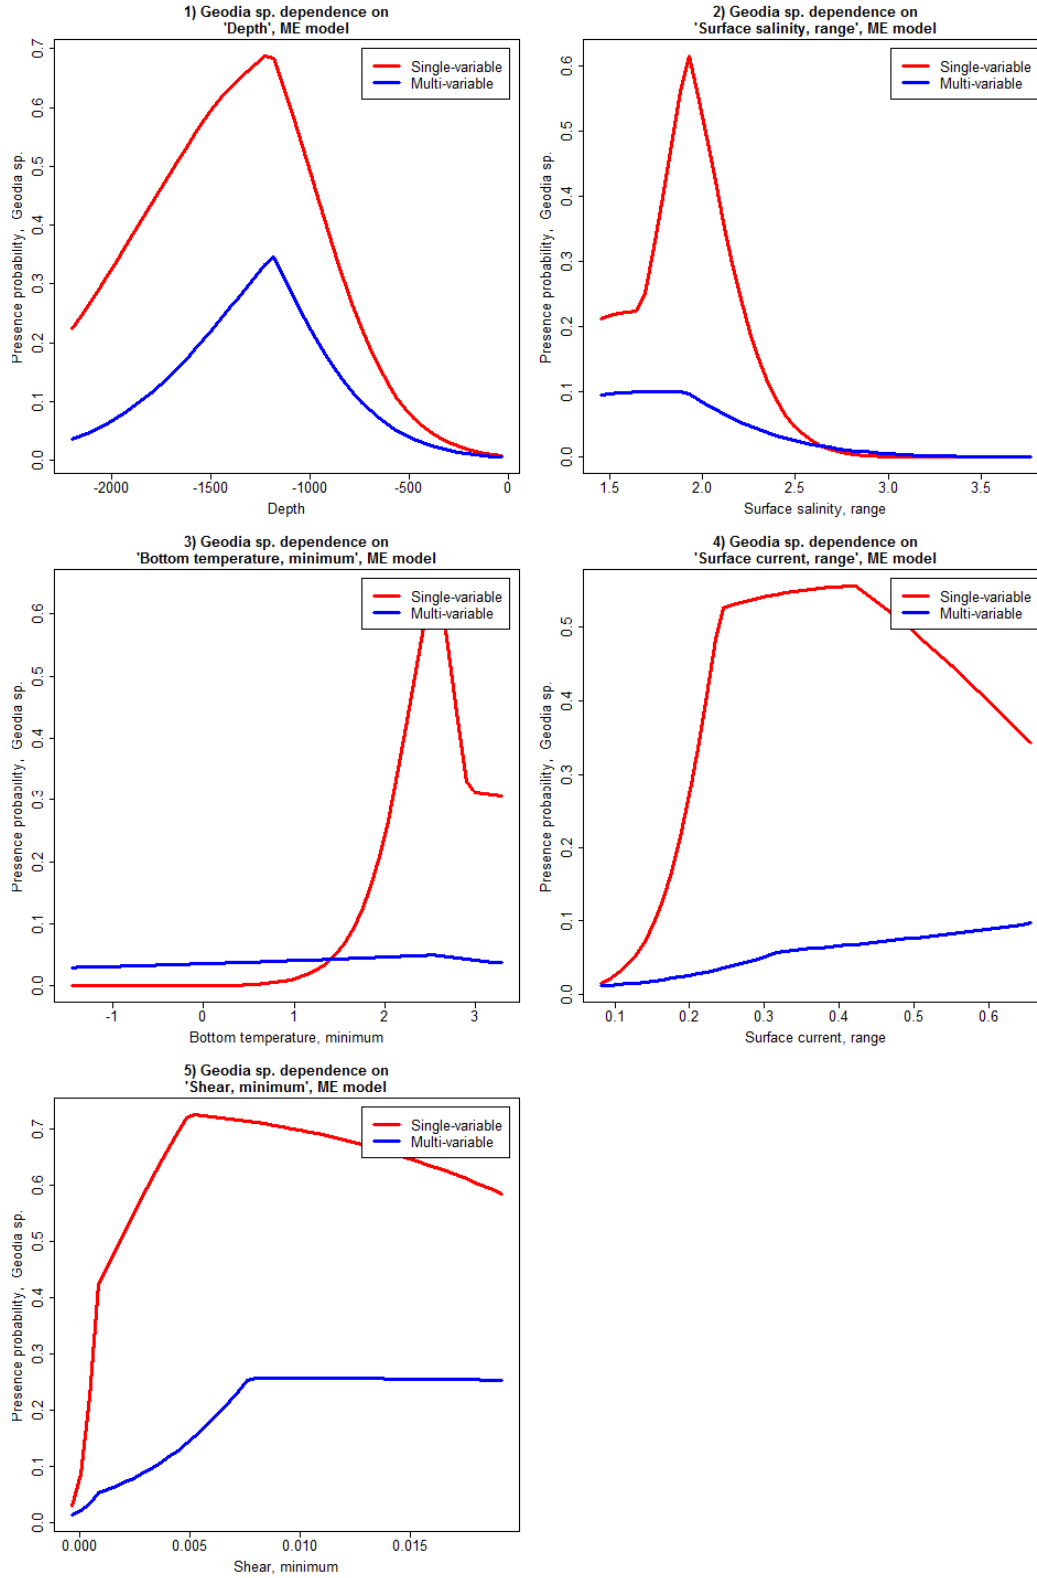 1) Geodia sp. dependence on
'Depth', ME model
Presence probability, Geodia sp.
0.0
0.1
0.2
0.3
0.4
0.5
0.6
0.7
Single-variable
Multi-variable
-2000
-1500
-1000
-500
0
Depth
2) Geodia sp. dependence on
'Surface salinity, range', ME model
Presence probability, Geodia sp.
0.0
0.1
0.2
0.3
0.4
0.5
0.6
Single-variable
Multi-variable
1.5
2.0
2.5
3.0
3.5
Surface salinity, range
3) Geodia sp. dependence on
'Bottom temperature, minimum', ME model
Presence probability, Geodia sp.
0.0
0.1
0.2
0.3
0.4
0.5
0.6
Single-variable
Multi-variable
-1
0
1
2
3
Bottom temperature, minimum
4) Geodia sp. dependence on
'Surface current, range', ME model
Presence probability, Geodia sp.
0.0
0.1
0.2
0.3
0.4
0.5
Single-variable
Multi-variable
0.1
0.2
0.3
0.4
0.5
0.6
Surface current, range
5) Geodia sp. dependence on
'Shear, minimum', ME model
Presence probability, Geodia sp.
0.0
0.1
0.2
0.3
0.4
0.5
0.6
0.7
Single-variable
Multi-variable
0.000
0.005
0.010
0.015
Shear, minimum